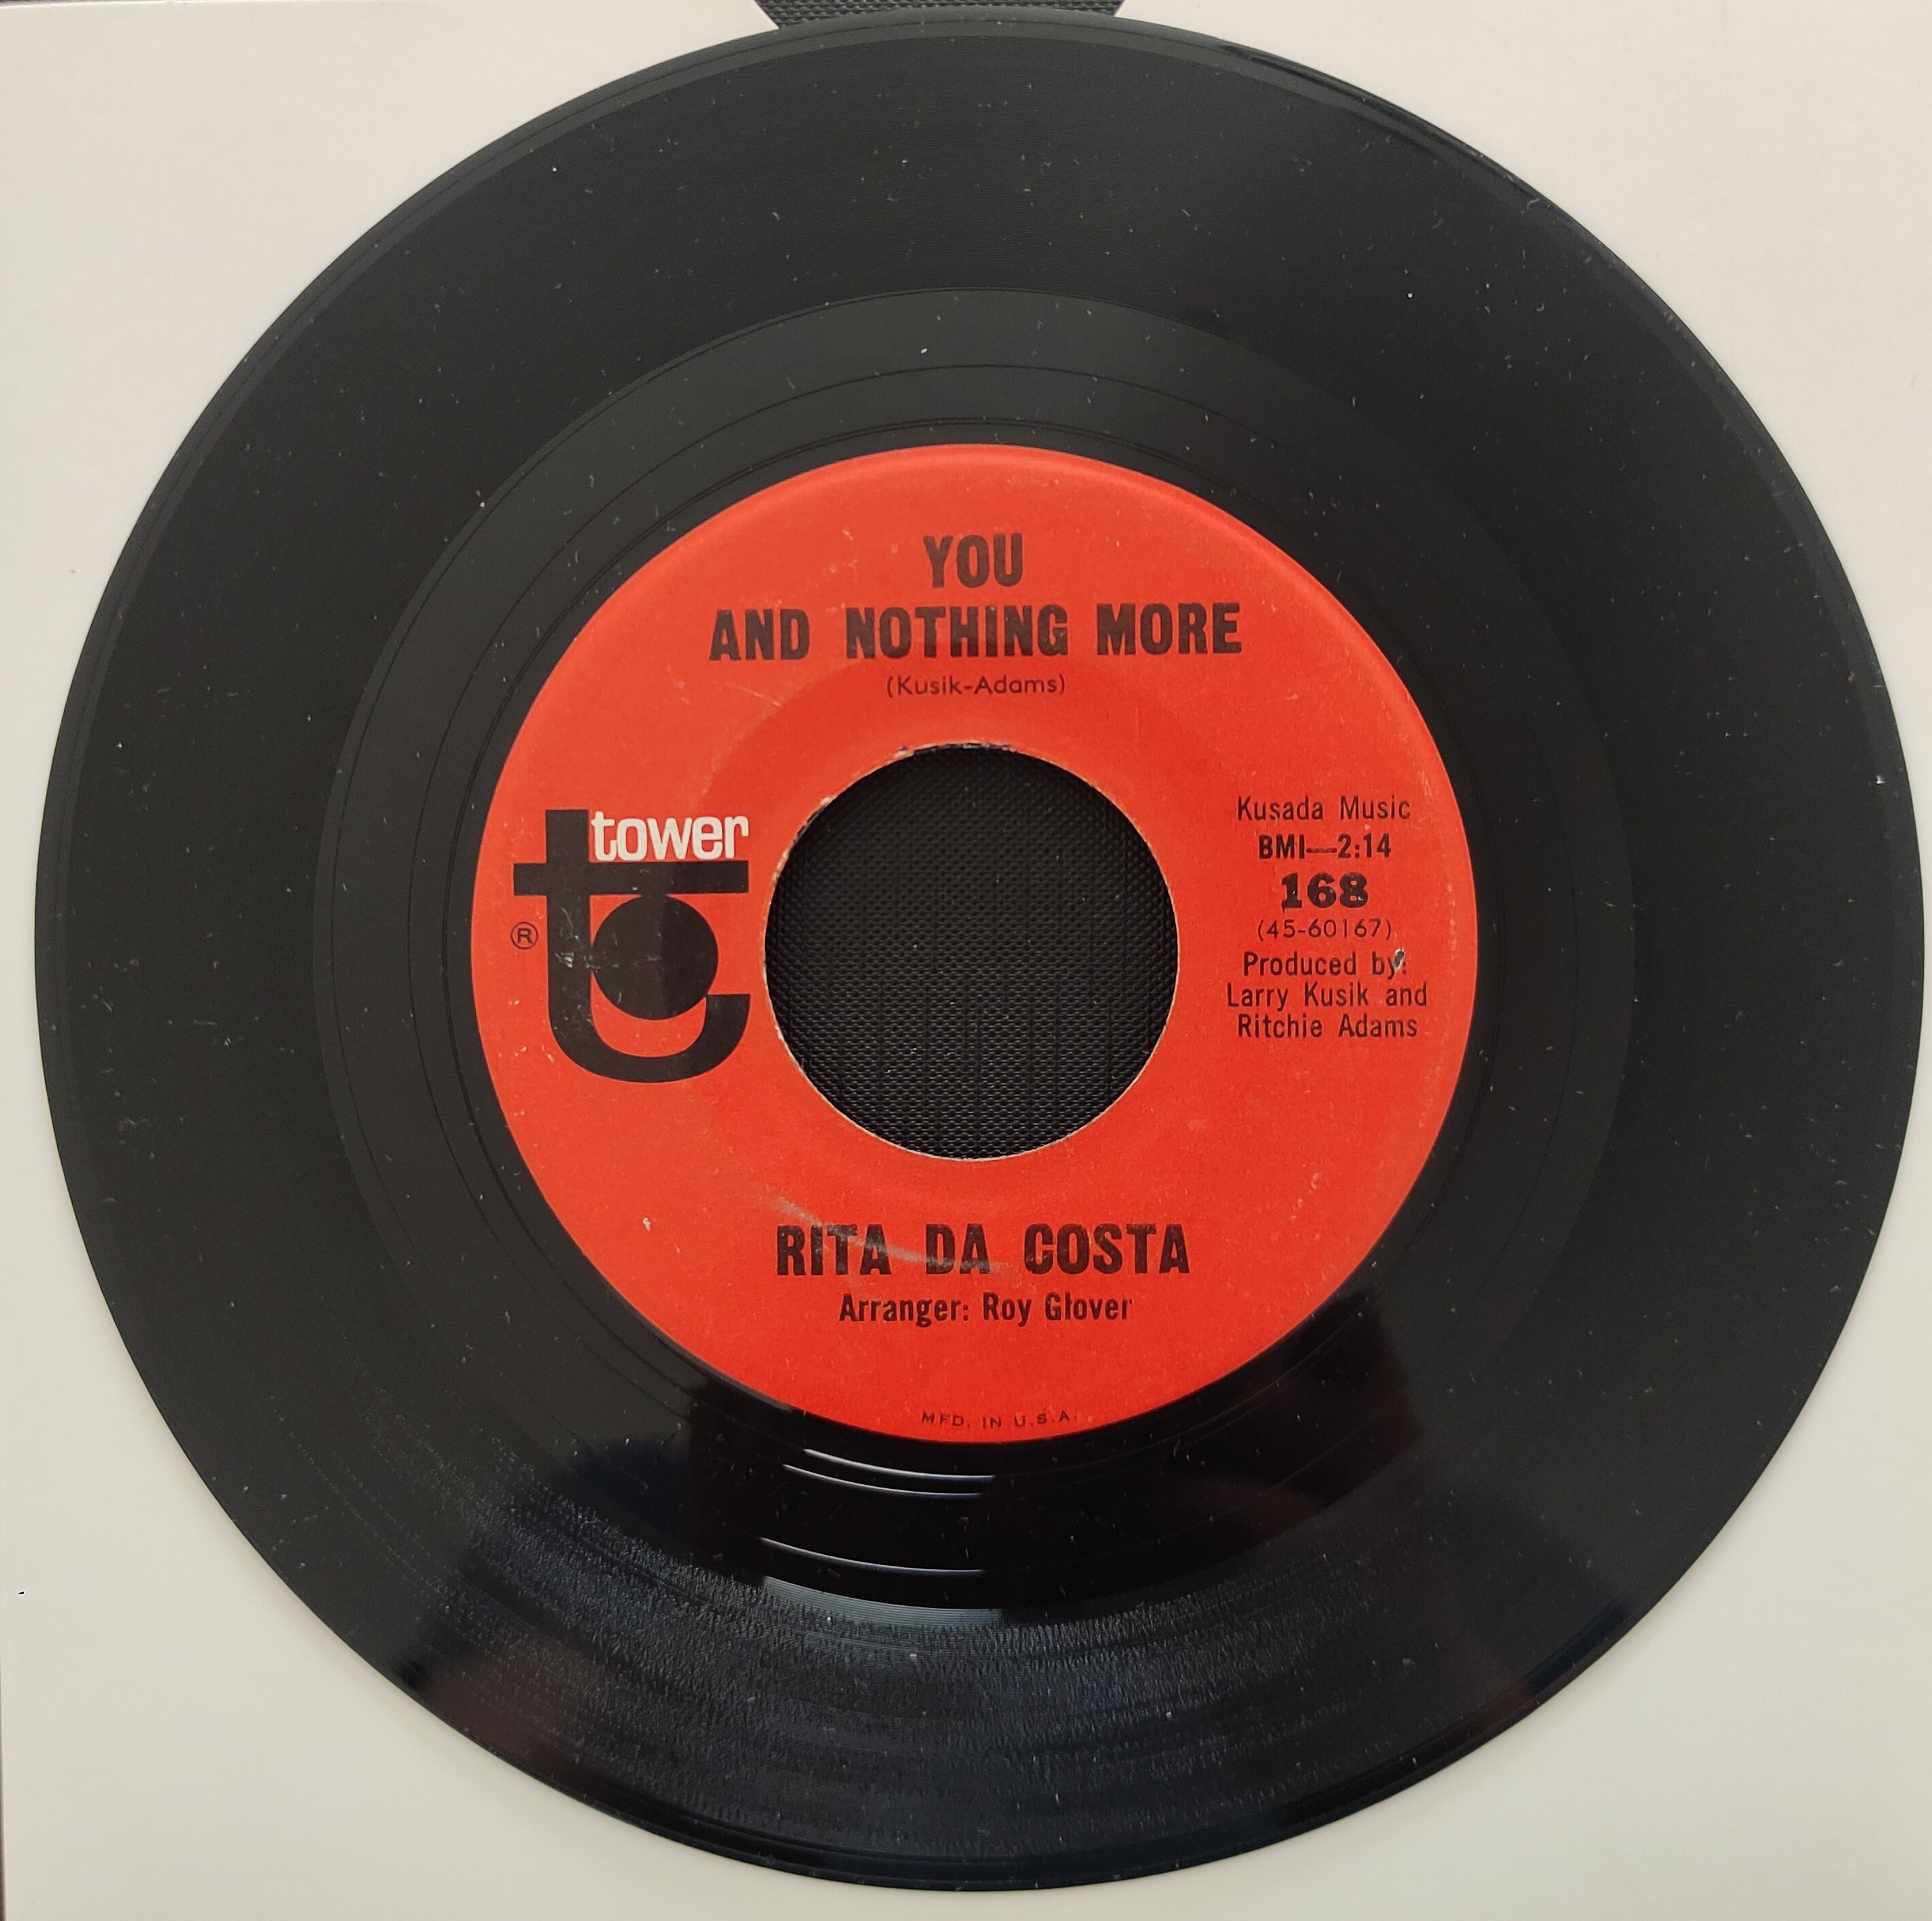 YOU
AND NOTHING MORE
(Kusik-Adams)
tower
®
Kusada Music
BMI—2:14
168
(45-60167)
Produced by:
Larry Kusik and
Ritchie Adams
RITA DA COSTA
Arranger: Roy Glover
MFD. IN U.S.A.